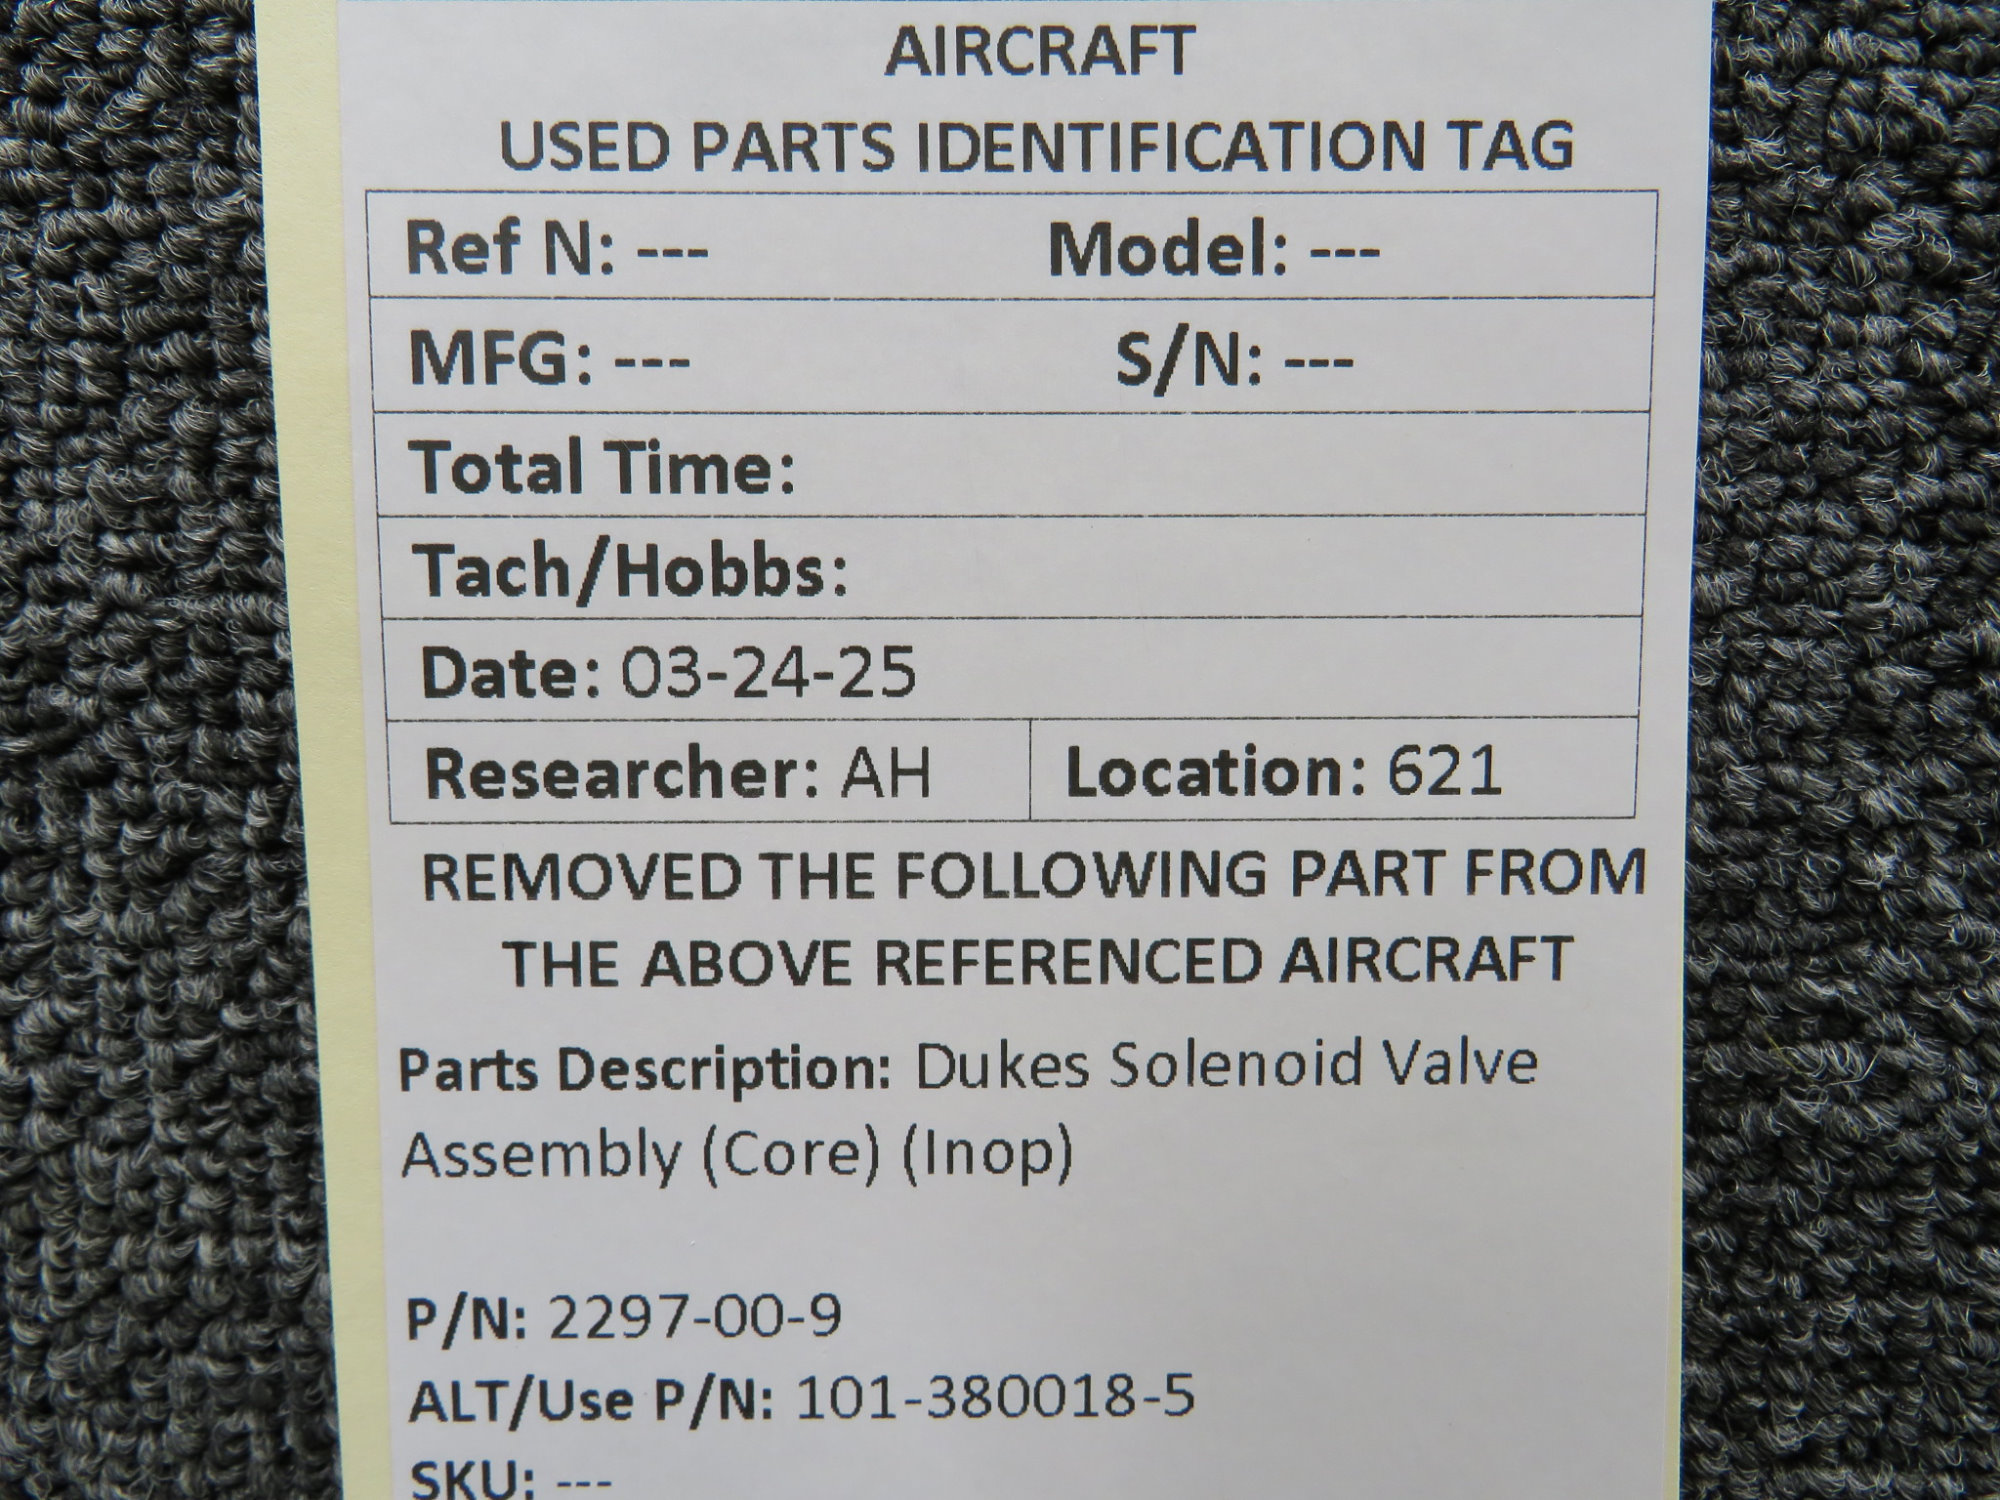 AIRCRAFT
USED PARTS IDENTIFICATION TAG
Ref N: --- Model: ---
MFG: --- S/N: ---
Total Time:
Tach/Hobbs:
Date: 03-24-25
Researcher: AH Location: 621
REMOVED THE FOLLOWING PART FROM
THE ABOVE REFERENCED AIRCRAFT
Parts Description: Dukes Solenoid Valve
Assembly (Core) (Inop)
P/N: 2297-00-9
ALT/Use P/N: 101-380018-5
SKU: ---